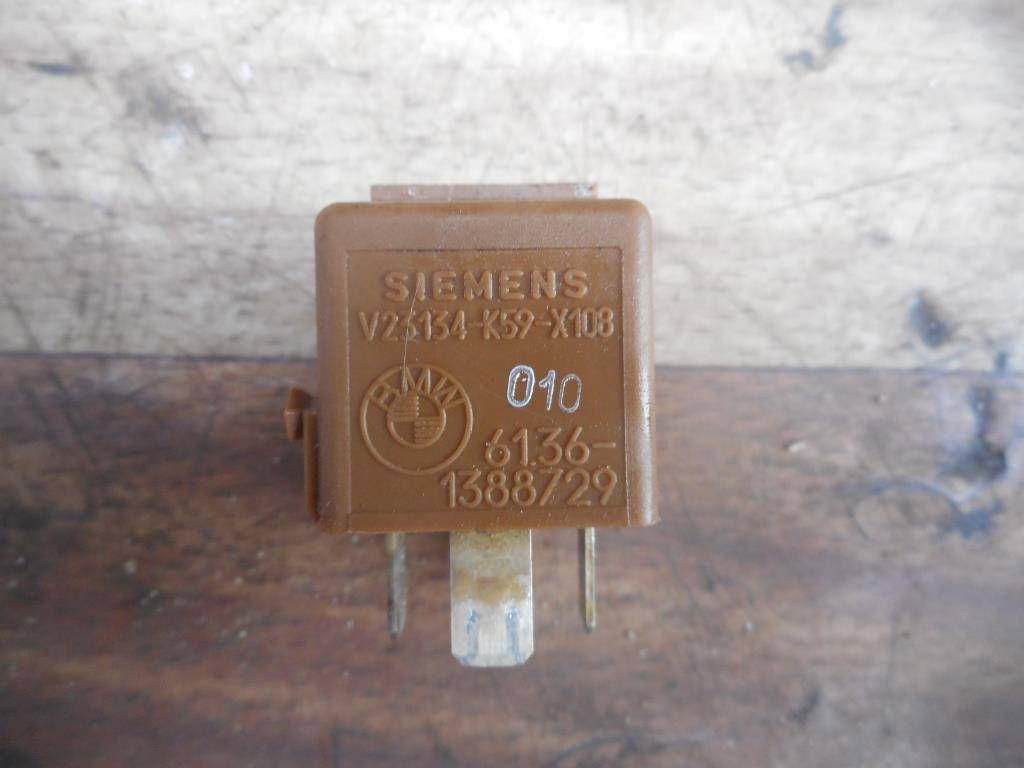 SIEMENS
V23134-K59-X108
BMW
010
6136-
1388729